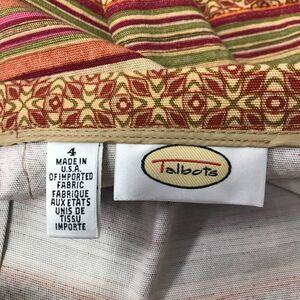 4
MADE IN
U.S.A.
OF IMPORTED
FABRIC
FABRIQUE
AUX ETATS
UNIS DE
TISSU
IMPORTE
Talbots